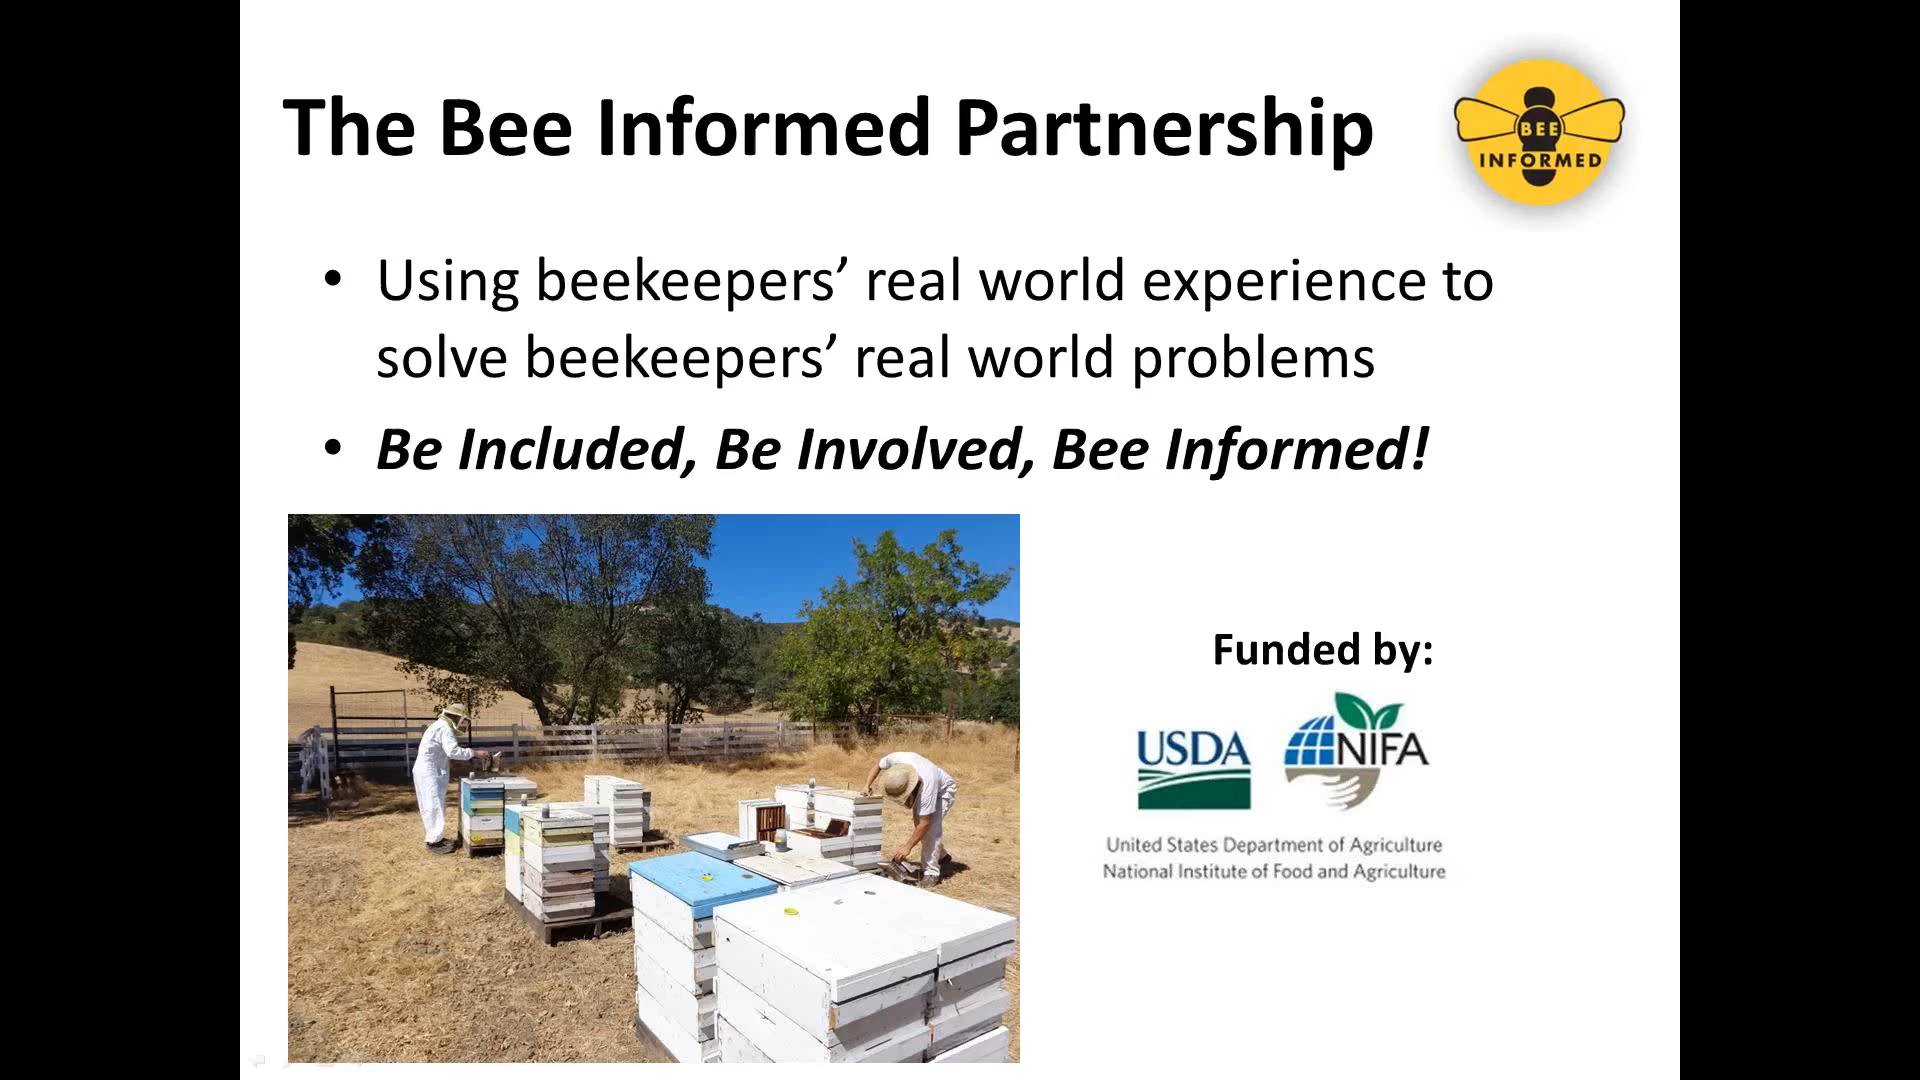 The Bee Informed Partnership
BEE
INFORMED
• Using beekeepers’ real world experience to
solve beekeepers’ real world problems
• Be Included, Be Involved, Bee Informed!
Funded by:
USDA
NIFA
United States Department of Agriculture
National Institute of Food and Agriculture